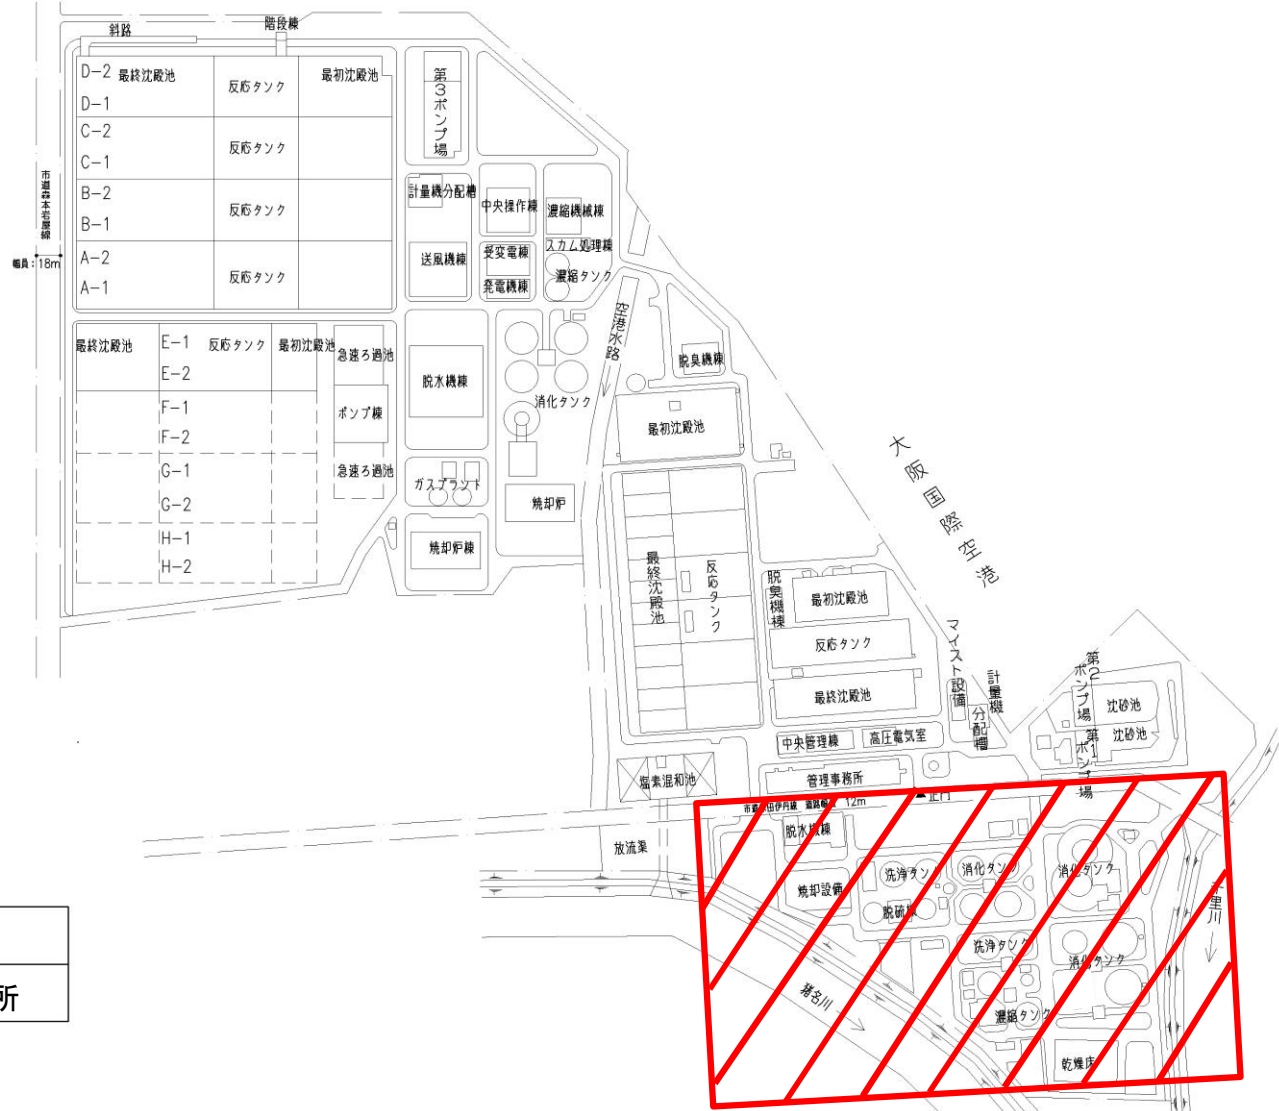 斜路
階段棟
D-2
最終沈殿池
反応タンク
最初沈殿池
D-1
C-2
反応タンク
C-1
B-2
反応タンク
B-1
A-2
反応タンク
A-1
市道森本岩屋線
幅員:18m
第3ポンプ場
計量機分配槽
中央操作棟
濃縮機械棟
送風機棟
受変電棟
スカム処理棟
発電機棟
濃縮タンク
最終沈殿池
E-1
反応タンク
最初沈殿池
急速ろ過池
E-2
F-1
ポンプ棟
F-2
G-1
急速ろ過池
G-2
H-1
H-2
脱水機棟
消化タンク
空港水路
脱臭機棟
ガスプラント
焼却炉
焼却炉棟
最初沈殿池
最終沈殿池
反応タンク
脱臭機棟
最初沈殿池
反応タンク
最終沈殿池
大阪国際空港
マイスト設備
計量機
分配槽
第2
ポンプ場
沈砂池
第1
ポンプ場
沈砂池
中央管理棟
高圧電気室
塩素混和池
管理事務所
12m
正門
放流渠
脱水機棟
焼却設備
洗浄タンク
消化タンク
消化タンク
洗浄タンク
消化タンク
濃縮タンク
乾燥床
猪名川
所